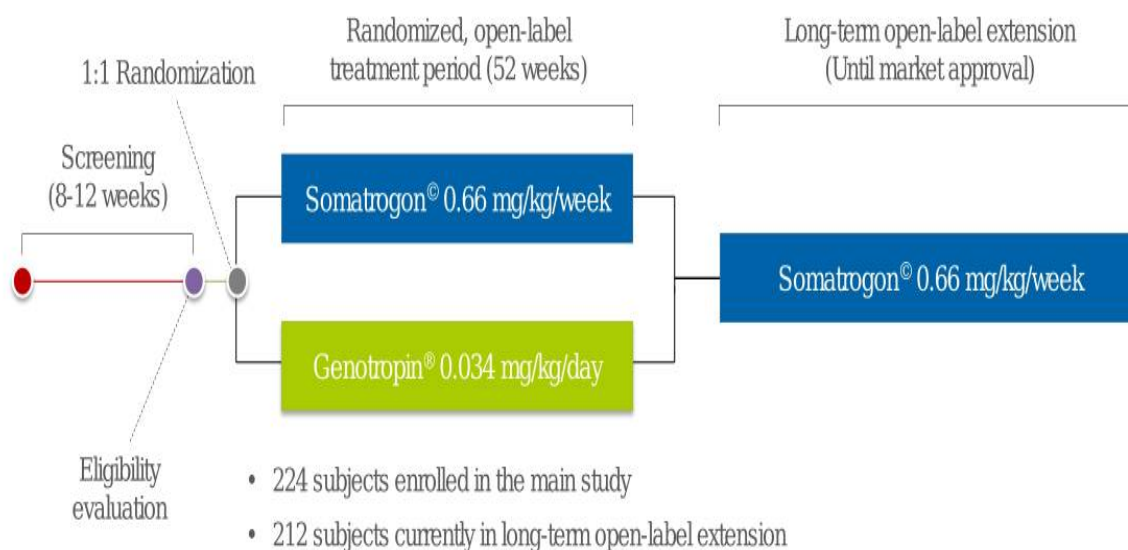 Randomized, open-label
treatment period (52 weeks)
Long-term open-label extension
(Until market approval)
1:1 Randomization
Screening
(8-12 weeks)
Somatrogon© 0.66 mg/kg/week
Somatrogon© 0.66 mg/kg/week
Genotropin® 0.034 mg/kg/day
Eligibility
evaluation
• 224 subjects enrolled in the main study
• 212 subjects currently in long-term open-label extension